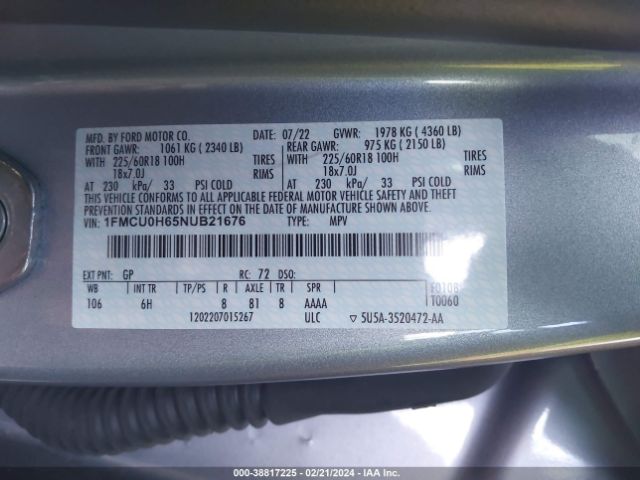 MFD. BY FORD MOTOR CO. DATE: 07/22 GVWR: 1978 KG ( 4360 LB)
FRONT GAWR: 1061 KG ( 2340 LB) REAR GAWR: 975 KG ( 2150 LB)
WITH 225/60R18 100H TIRES WITH 225/60R18 100H TIRES
18x7.0J RIMS 18x7.0J RIMS
AT 230 kPa/ 33 PSI COLD AT 230 kPa/ 33 PSI COLD
THIS VEHICLE CONFORMS TO ALL APPLICABLE FEDERAL MOTOR VEHICLE SAFETY AND THEFT
PREVENTION STANDARDS IN EFFECT ON THE DATE OF MANUFACTURE SHOWN ABOVE.
VIN: 1FMCU0H65NUB21676 TYPE: MPV
EXT PNT: GP RC: 72 DSO: F0108
WB INT TR TP/PS R AXLE TR SPR T0060
106 6H 8 81 8 AAAA
1202207015267 ULC ▽ 5U5A-3520472-AA
000-38817225 - 02/21/2024 - IAA Inc.